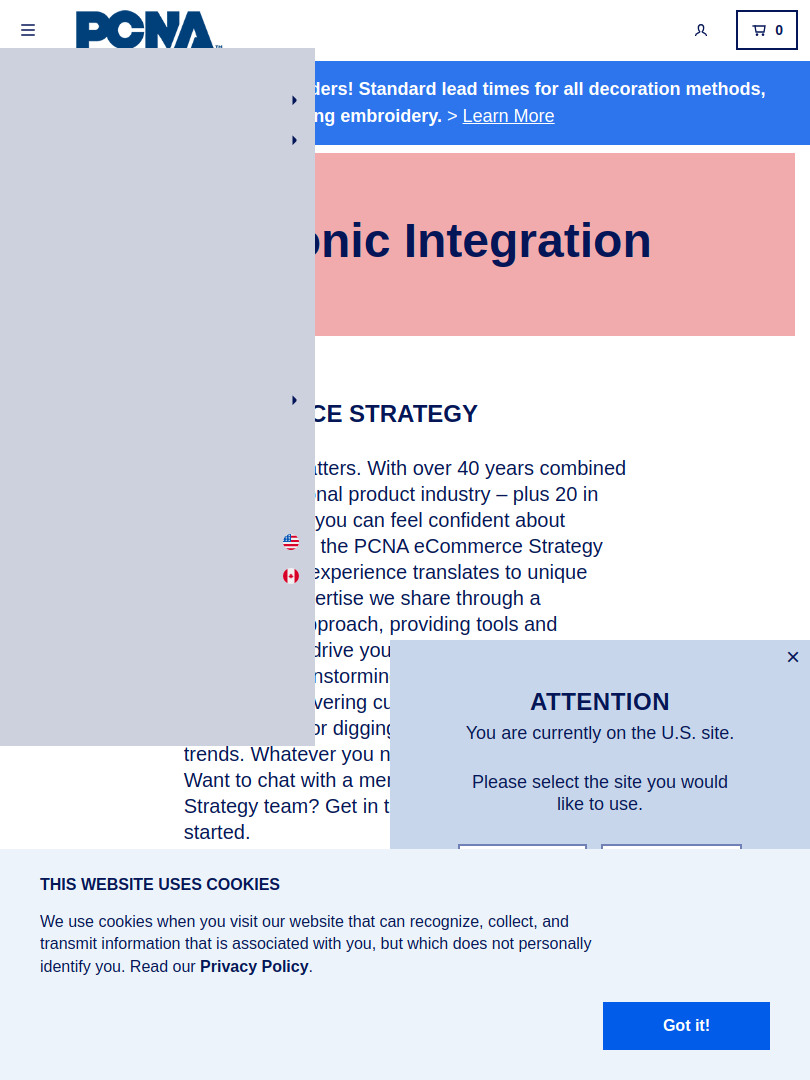 PCNA™
0
ders! Standard lead times for all decoration methods,
ng embroidery. > Learn More
onic Integration
CE STRATEGY
atters. With over 40 years combined
onal product industry – plus 20 in
you can feel confident about
the PCNA eCommerce Strategy
experience translates to unique
ertise we share through a
pproach, providing tools and
drive you
nstorming
vering cu
or digging
trends. Whatever you n
Want to chat with a mer
Strategy team? Get in t
started.
×
ATTENTION
You are currently on the U.S. site.
Please select the site you would
like to use.
THIS WEBSITE USES COOKIES
We use cookies when you visit our website that can recognize, collect, and
transmit information that is associated with you, but which does not personally
identify you. Read our Privacy Policy.
Got it!